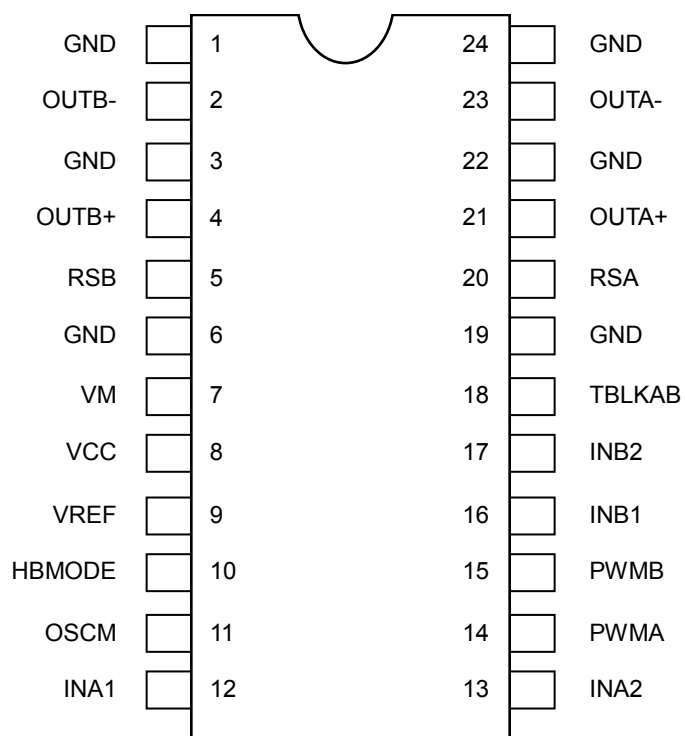 GND 1 24 GND
OUTB- 2 23 OUTA-
GND 3 22 GND
OUTB+ 4 21 OUTA+
RSB 5 20 RSA
GND 6 19 GND
VM 7 18 TBLKAB
VCC 8 17 INB2
VREF 9 16 INB1
HBMODE 10 15 PWMB
OSCM 11 14 PWMA
INA1 12 13 INA2